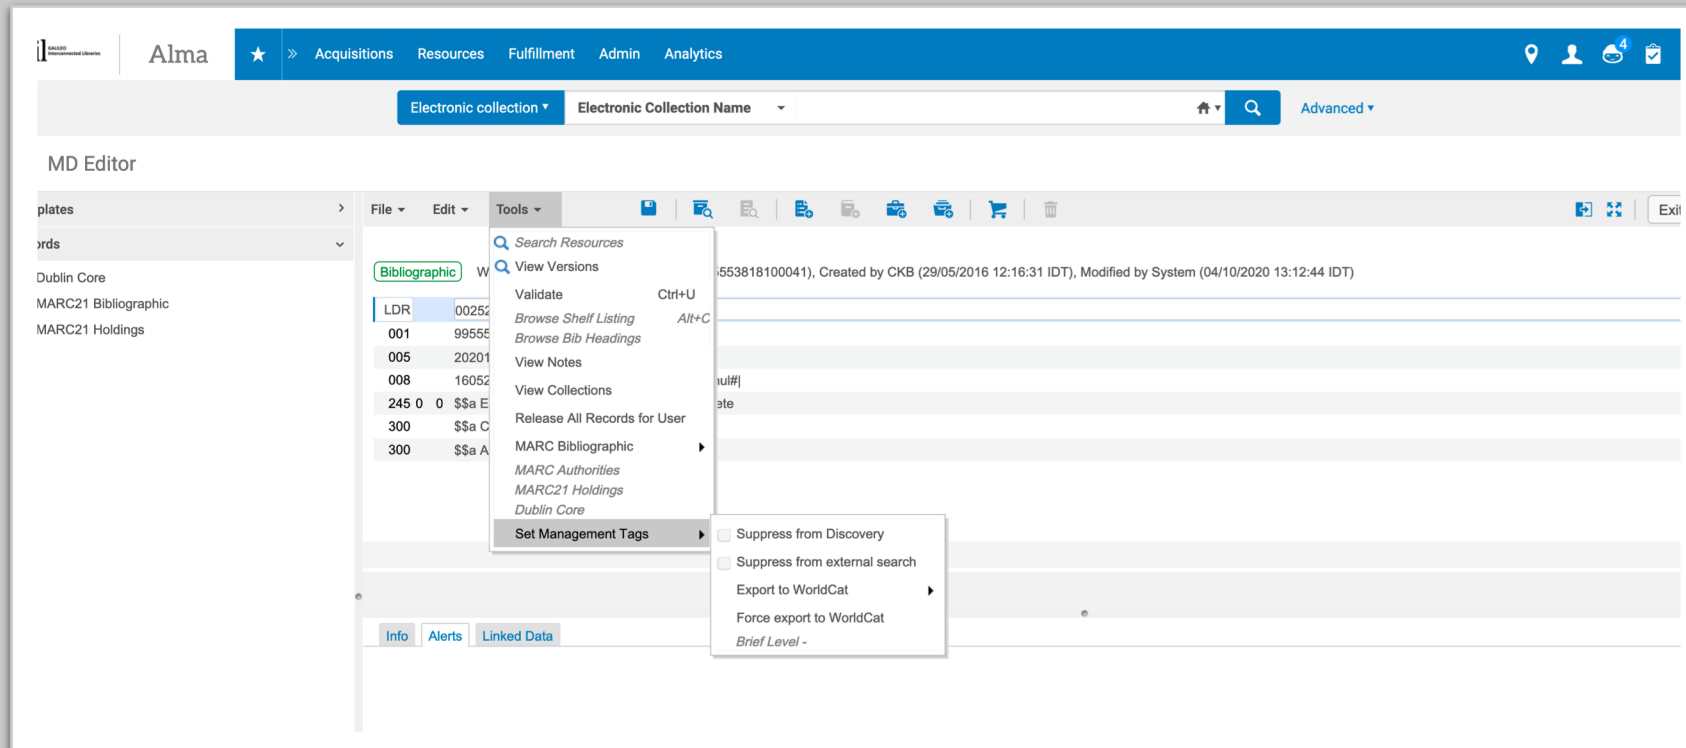 GALILEO
Interconnected Libraries
Alma
Acquisitions Resources Fulfillment Admin Analytics
4
Electronic collection Electronic Collection Name Advanced
MD Editor
plates
File Edit Tools
Exit
ords
Dublin Core
MARC21 Bibliographic
MARC21 Holdings
Search Resources
View Versions
Validate Ctrl+U
Browse Shelf Listing Alt+C
Browse Bib Headings
View Notes
View Collections
Release All Records for User
MARC Bibliographic
MARC Authorities
MARC21 Holdings
Dublin Core
Set Management Tags
Suppress from Discovery
Suppress from external search
Export to WorldCat
Force export to WorldCat
Brief Level -
Bibliographic W 5553818100041), Created by CKB (29/05/2016 12:16:31 IDT), Modified by System (04/10/2020 13:12:44 IDT)
LDR 00252
001 99555
005 20201
008 16052 nul#|
245 0 0 $$a E ete
300 $$a C
300 $$a A
Info Alerts Linked Data